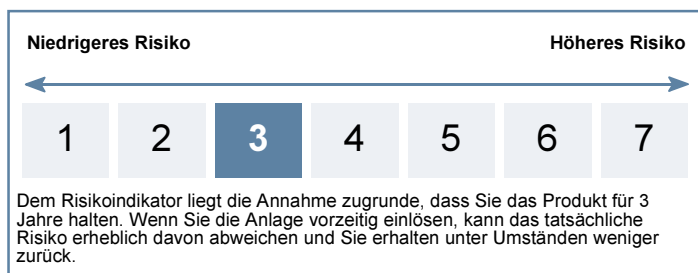 Niedrigeres Risiko Höheres Risiko
1 2 3 4 5 6 7
Dem Risikoindikator liegt die Annahme zugrunde, dass Sie das Produkt für 3
Jahre halten. Wenn Sie die Anlage vorzeitig einlösen, kann das tatsächliche
Risiko erheblich davon abweichen und Sie erhalten unter Umständen weniger
zurück.